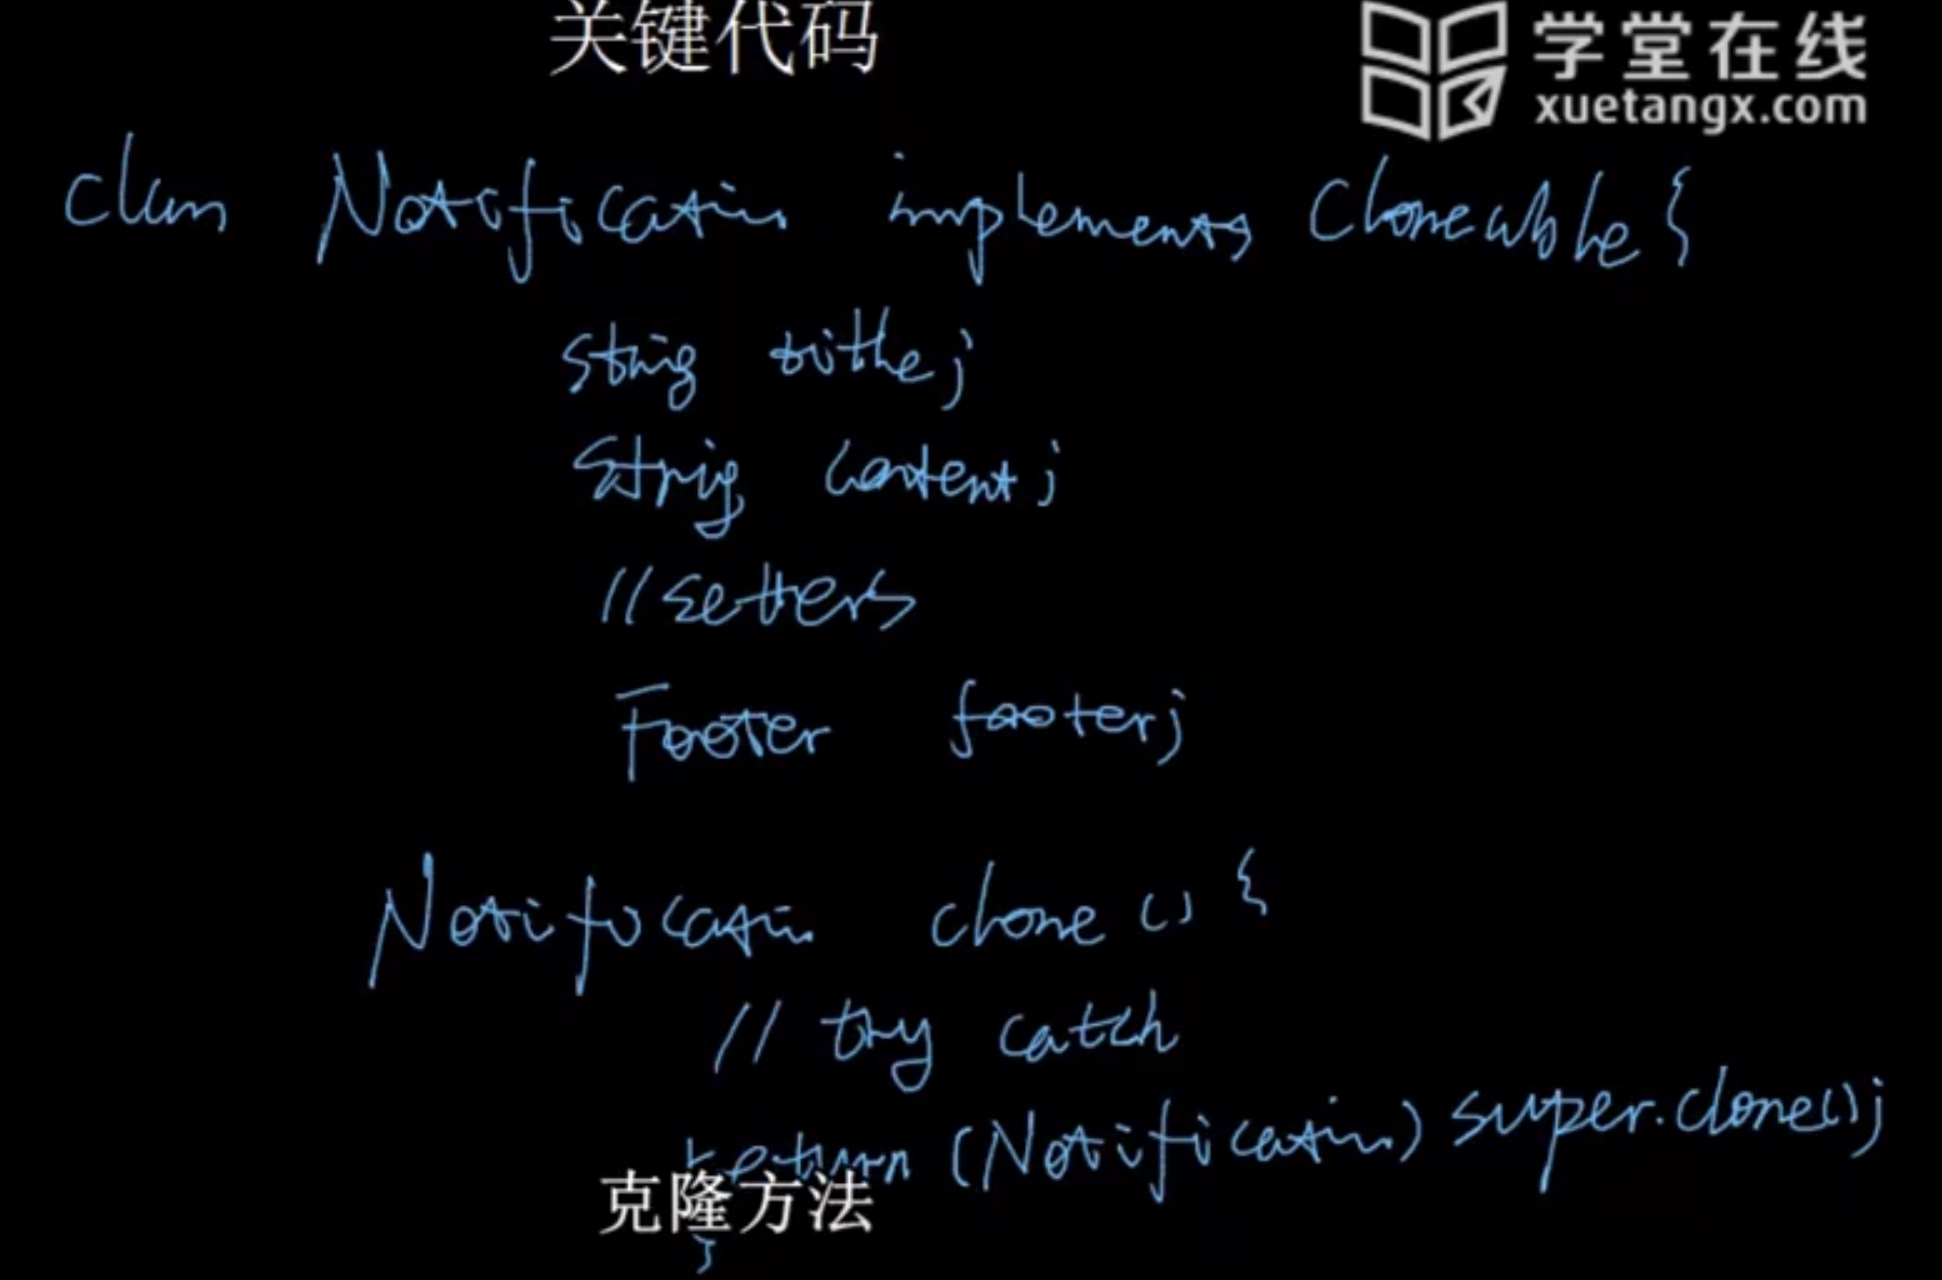 关键代码
学堂在线
xuetangx.com
class Notification implements Cloneable {
String title;
String content;
//setters
Footer footer;
Notification clone() {
// try catch
return (Notification) super.clone();
克隆方法
}